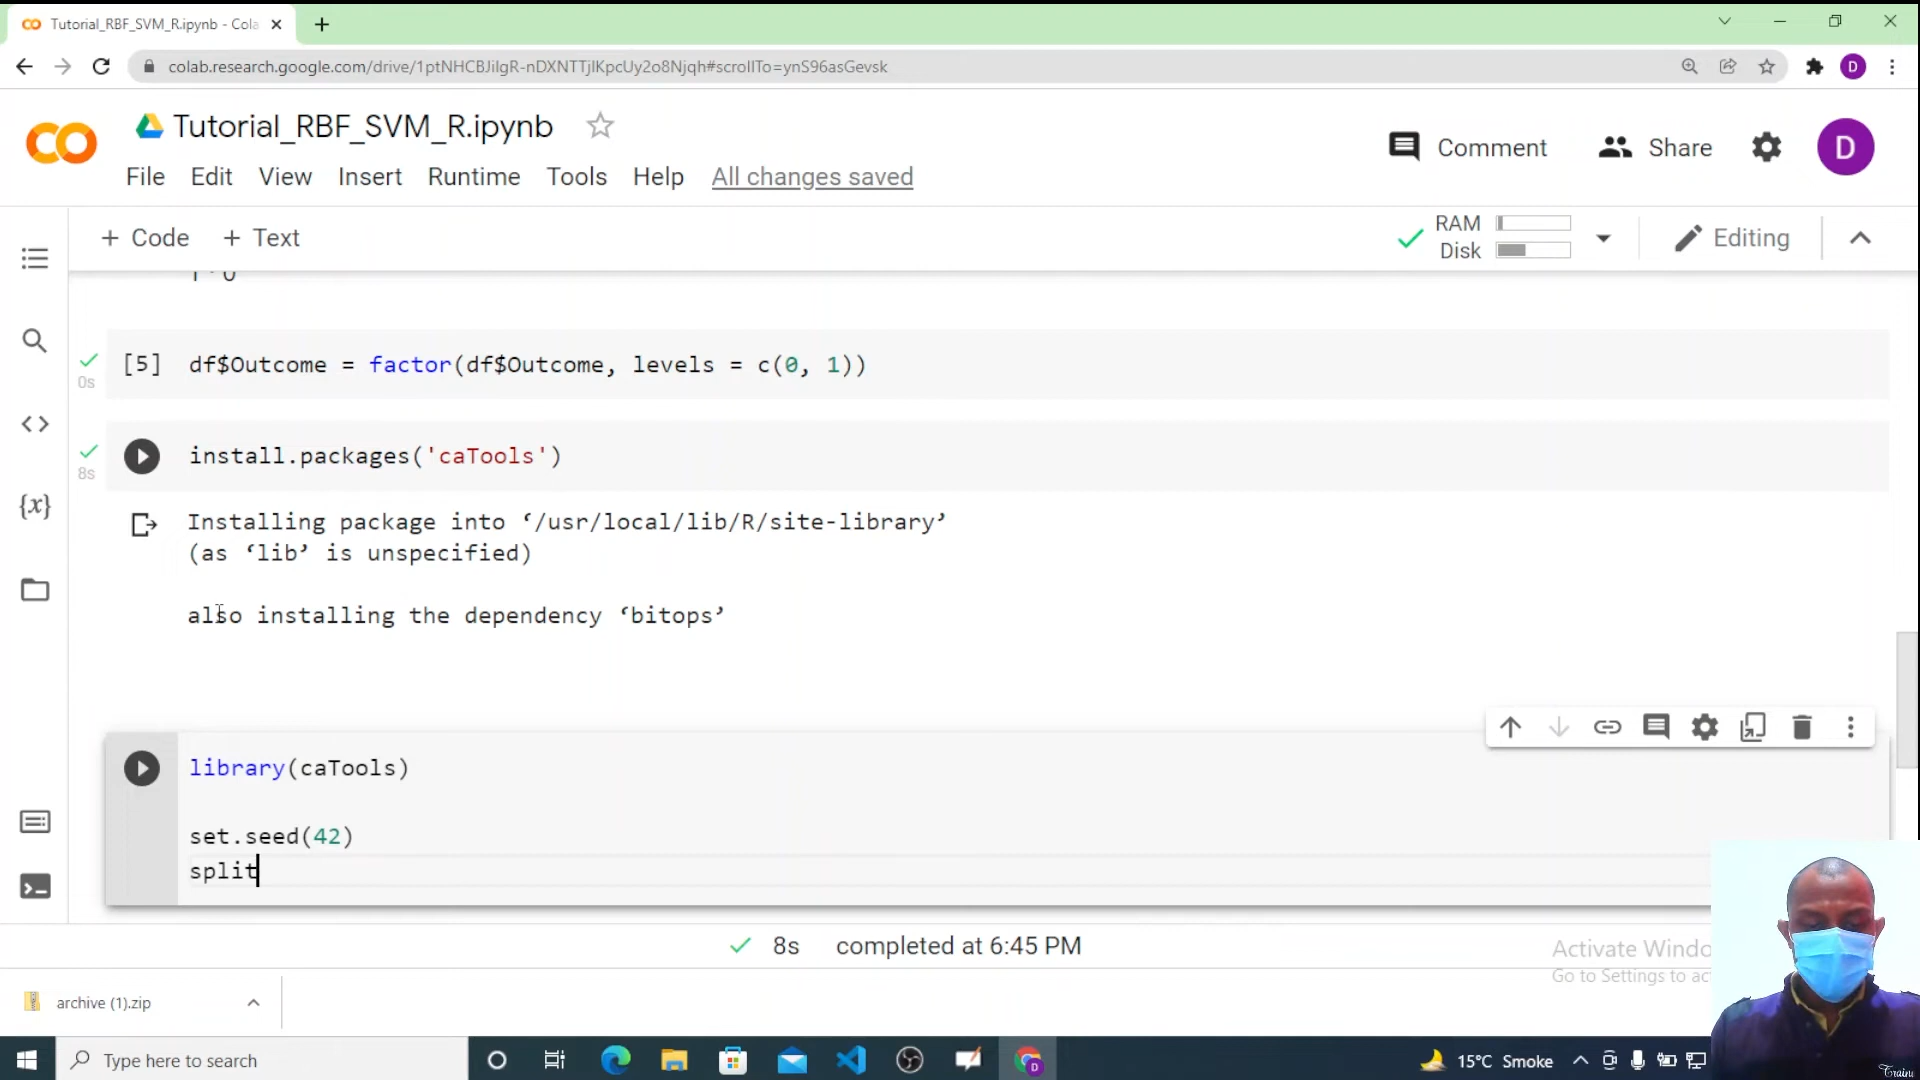 Tutorial_RBF_SVM_R.ipynb - Cola
colab.research.google.com/drive/1ptNHCBJiIgR-nDXNTTjIKpcUy2o8Njqh#scrollTo=ynS96asGevsk
D
Tutorial_RBF_SVM_R.ipynb
Comment
Share
D
File Edit View Insert Runtime Tools Help All changes saved
+ Code + Text
RAM
Disk
Editing
[5] df$Outcome = factor(df$Outcome, levels = c(0, 1))
0s
install.packages('caTools')
8s
{x}
Installing package into ‘/usr/local/lib/R/site-library’
(as ‘lib’ is unspecified)
also installing the dependency ‘bitops’
library(caTools)
set.seed(42)
split
8s completed at 6:45 PM
Activate Windo
Go to Settings to ac
archive (1).zip
Type here to search
D
15°C Smoke